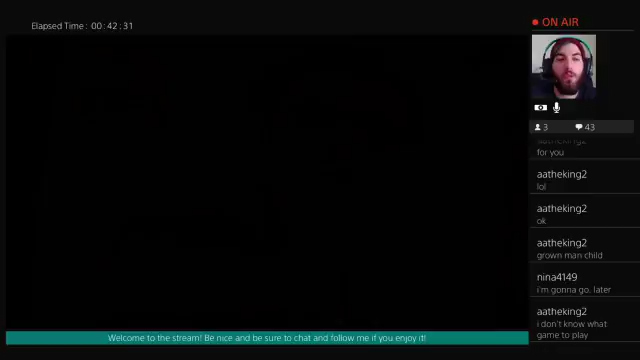 Elapsed Time : 00 : 42 : 31
ON AIR
3
43
aatheking2
for you
aatheking2
lol
aatheking2
ok
aatheking2
grown man child
nina4149
i'm gonna go. later
aatheking2
i don't know what
game to play
Welcome to the stream! Be nice and be sure to chat and follow me if you enjoy it!